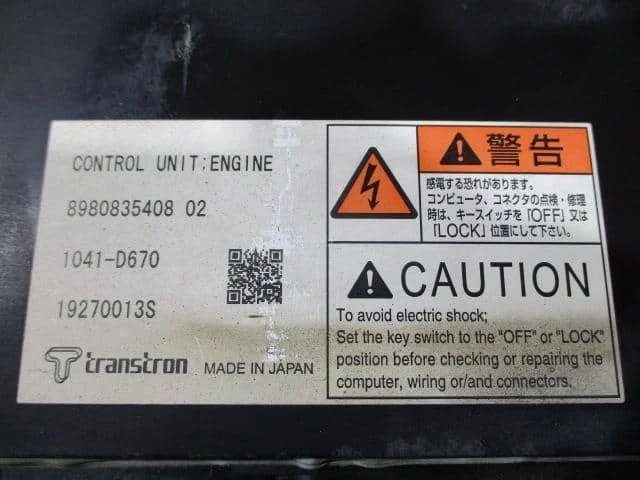 CONTROL UNIT:ENGINE
8980835408 02
1041-D670
19270013S
transtron MADE IN JAPAN
警告
感電する恐れがあります。
コンピュータ、コネクタの点検・修理
時は、キースイッチを「OFF」又は
「LOCK」位置にして下さい。
CAUTION
To avoid electric shock;
Set the key switch to the "OFF" or "LOCK"
position before checking or repairing the
computer, wiring or/and connectors.